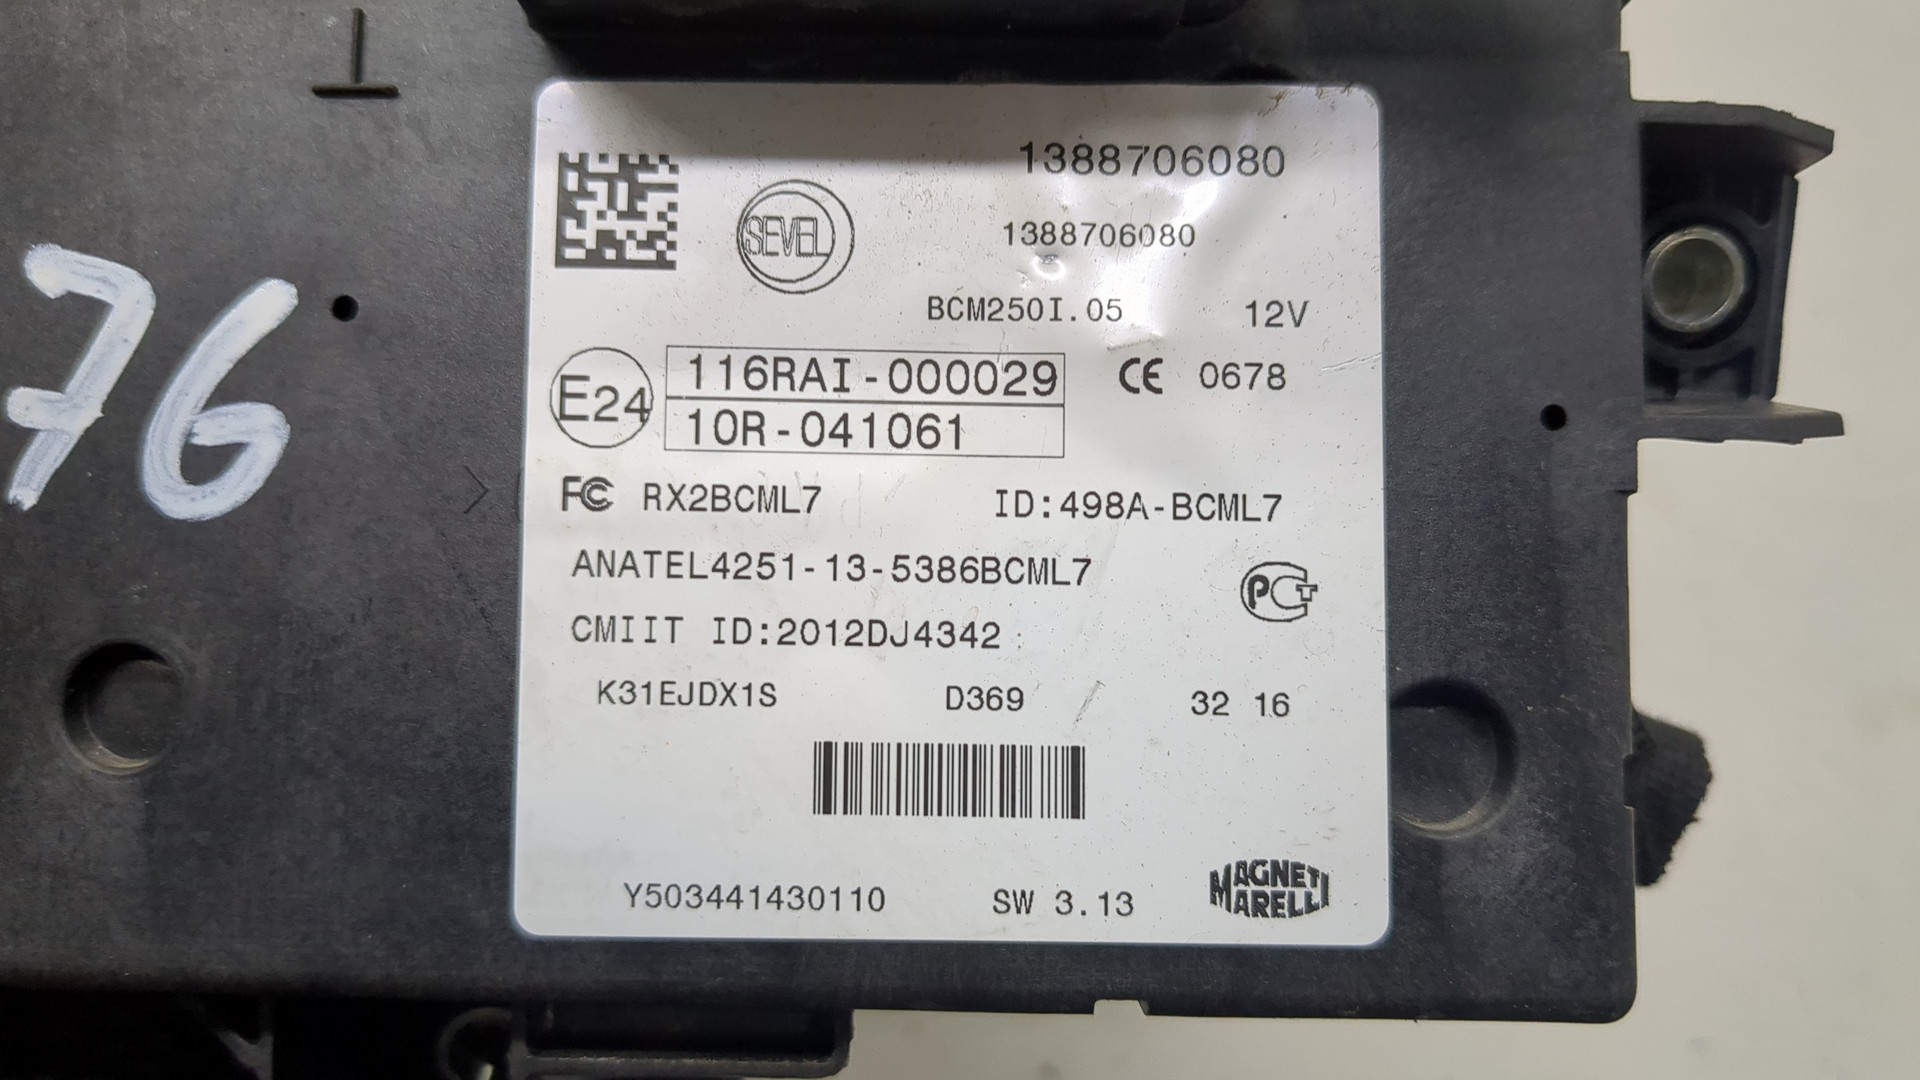 1388706080
SEVEL
1388706080
BCM250I.05 12V
E24 116RAI-000029 CE 0678
10R-041061
76
FC RX2BCML7 ID:498A-BCML7
ANATEL4251-13-5386BCML7
PCT
CMIIT ID:2012DJ4342
K31EJDX1S D369 32 16
Y503441430110 SW 3.13
MAGNETI
MARELLI